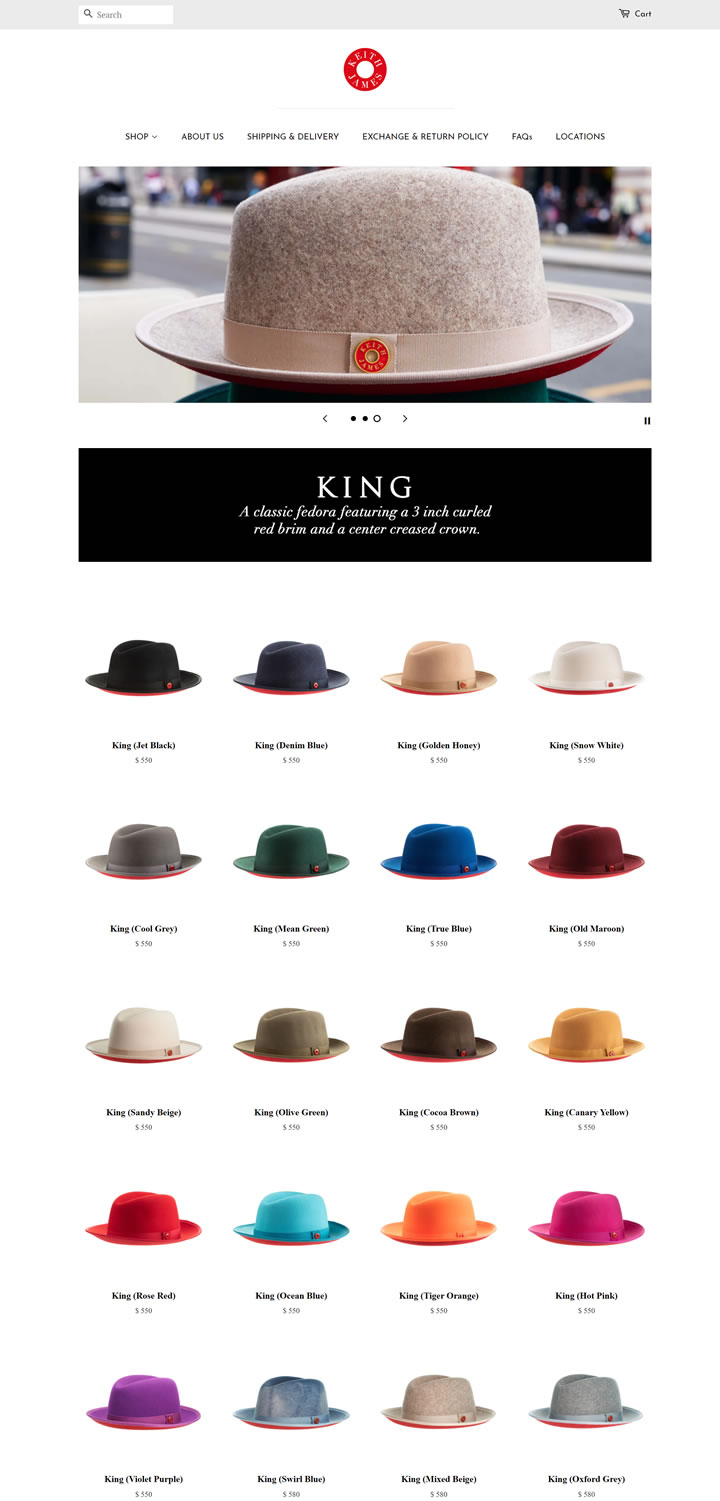 Search
Cart
KEITH
JAMES
SHOP
ABOUT US
SHIPPING & DELIVERY
EXCHANGE & RETURN POLICY
FAQs
LOCATIONS
KEITH
JAMES
KING
A classic fedora featuring a 3 inch curled
red brim and a center creased crown.
King (Jet Black)
$ 550
King (Denim Blue)
$ 550
King (Golden Honey)
$ 550
King (Snow White)
$ 550
King (Cool Grey)
$ 550
King (Mean Green)
$ 550
King (True Blue)
$ 550
King (Old Maroon)
$ 550
King (Sandy Beige)
$ 550
King (Olive Green)
$ 550
King (Cocoa Brown)
$ 550
King (Canary Yellow)
$ 550
King (Rose Red)
$ 550
King (Ocean Blue)
$ 550
King (Tiger Orange)
$ 550
King (Hot Pink)
$ 550
King (Violet Purple)
$ 550
King (Swirl Blue)
$ 580
King (Mixed Beige)
$ 580
King (Oxford Grey)
$ 580